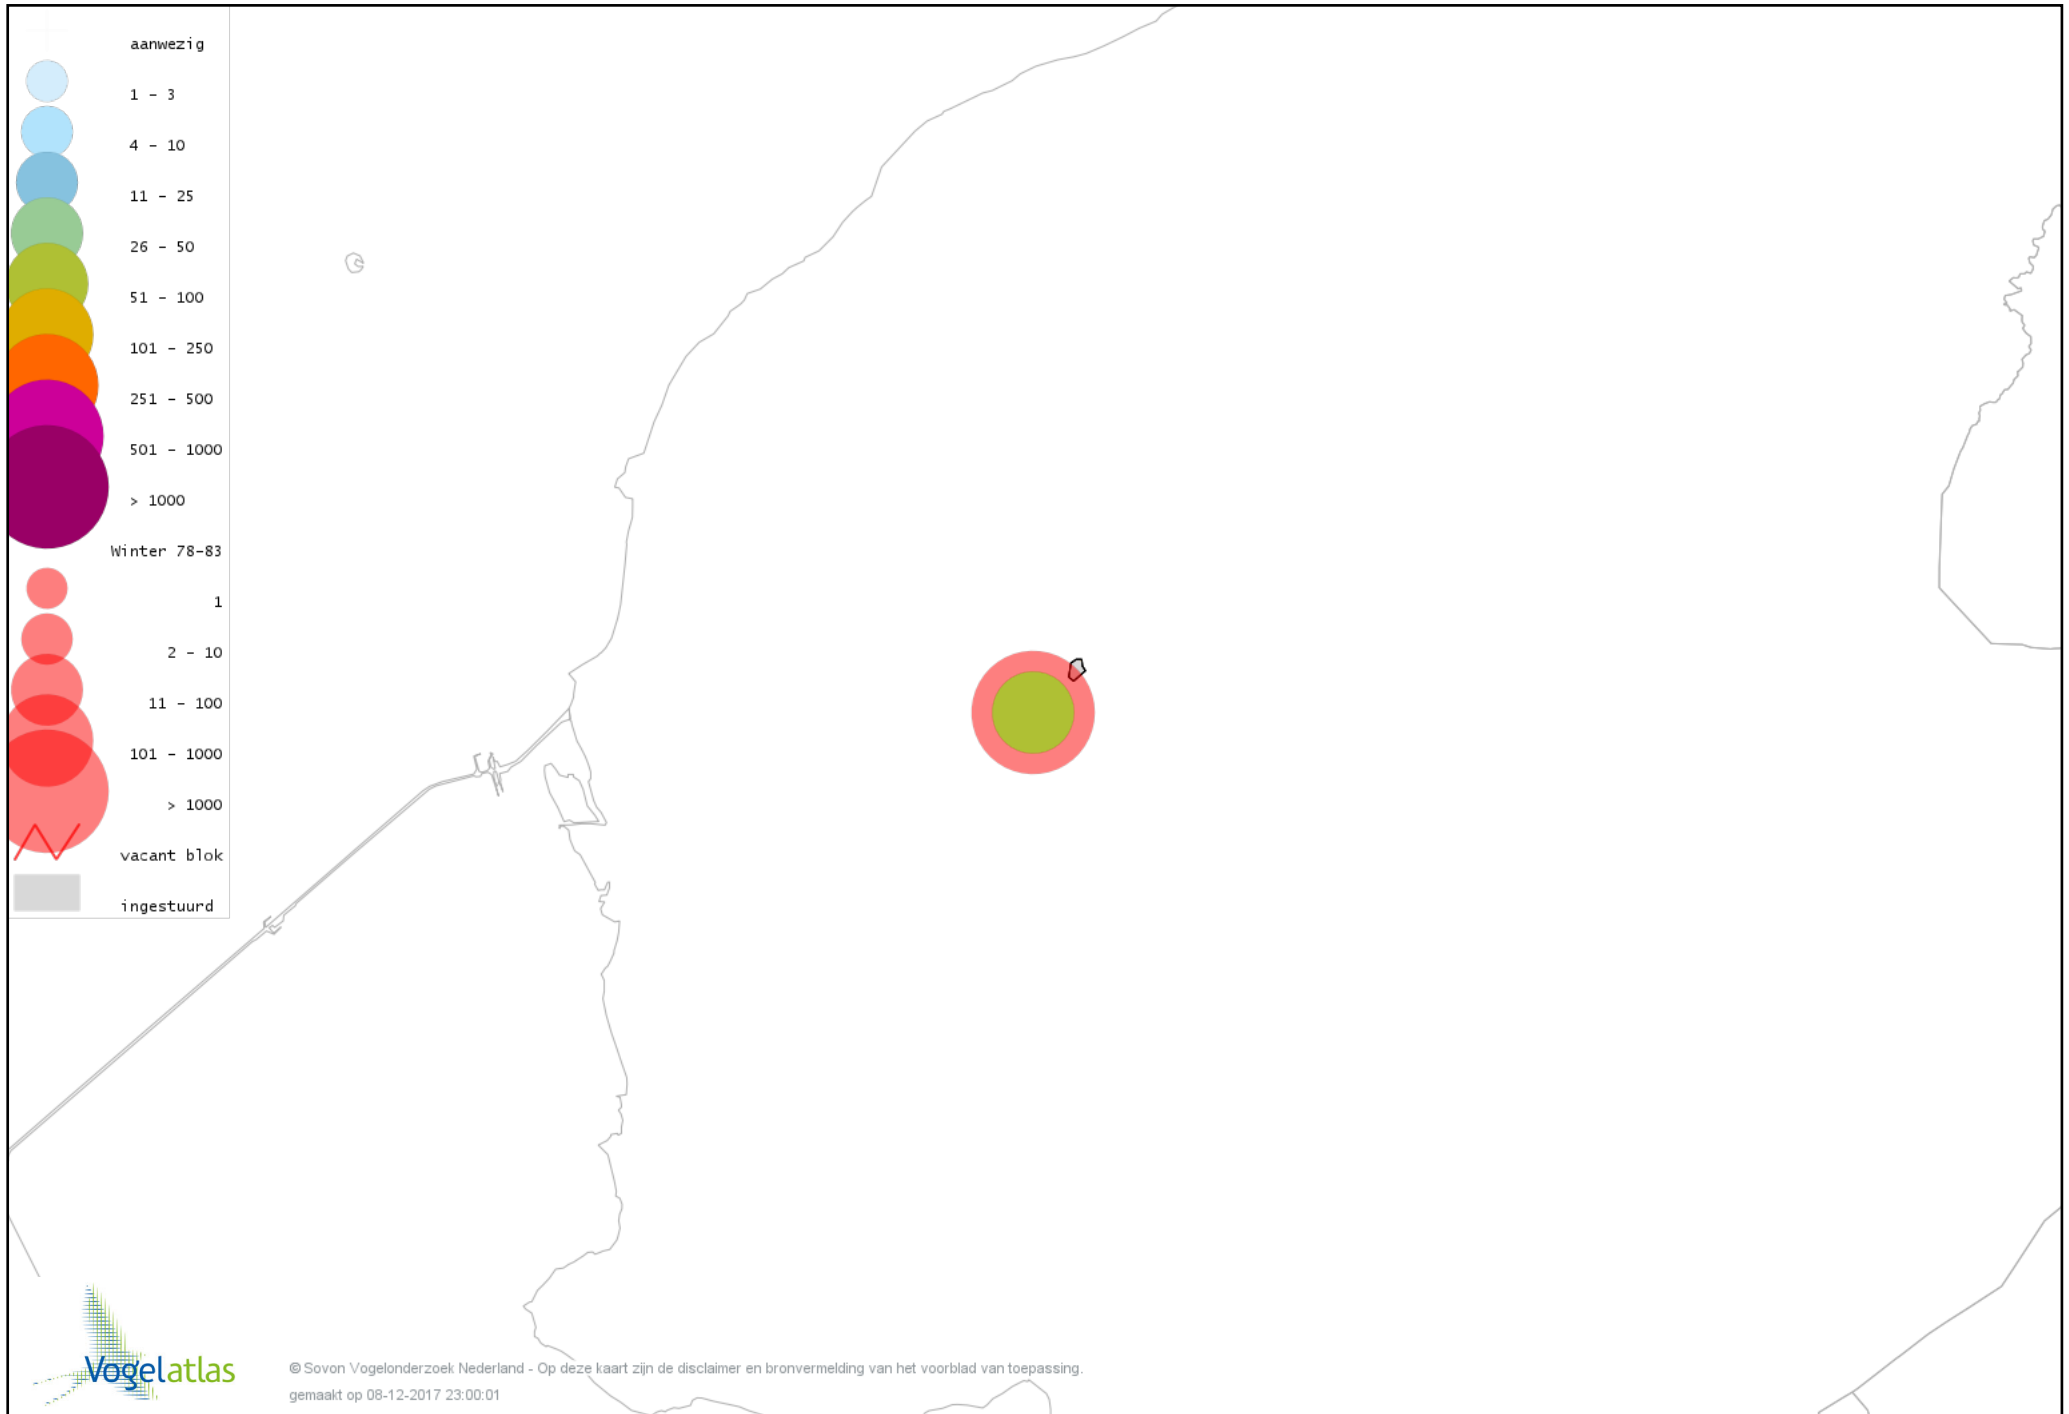 aanwezig
1 - 3
4 - 10
11 - 25
26 - 50
51 - 100
101 - 250
251 - 500
501 - 1000
> 1000
Winter 78-83
1
2 - 10
11 - 100
101 - 1000
> 1000
vacant blok
ingestuurd
Vogelatlas
© Sovon Vogelonderzoek Nederland - Op deze kaart zijn de disclaimer en bronvermelding van het voorblad van toepassing.
gemaakt op 08-12-2017 23:00:01